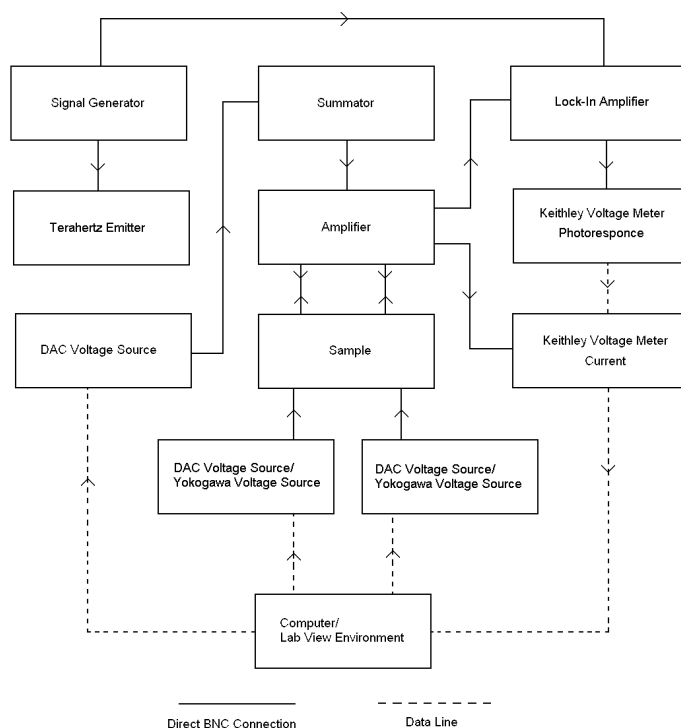 Signal Generator
Summator
Lock-In Amplifier
Terahertz Emitter
Amplifier
Keithley Voltage Meter
Photoresponce
DAC Voltage Source
Sample
Keithley Voltage Meter
Current
DAC Voltage Source/
Yokogawa Voltage Source
DAC Voltage Source/
Yokogawa Voltage Source
Computer/
Lab View Environment
Direct BNC Connection
Data Line